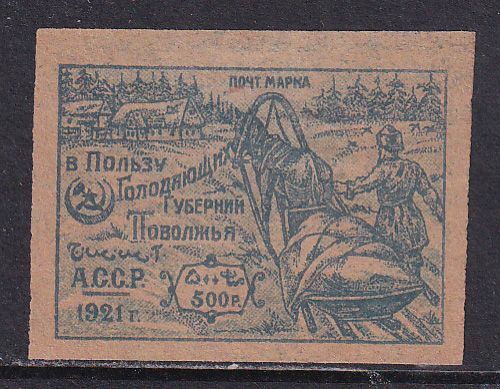 ПОЧТ. МАРКА
В ПОЛЬЗУ
ГОЛОДАЮЩИХ
ГУБЕРНИЙ
ПОВОЛЖЬЯ
А.С.С.Р.
500 Р.
1921 г.